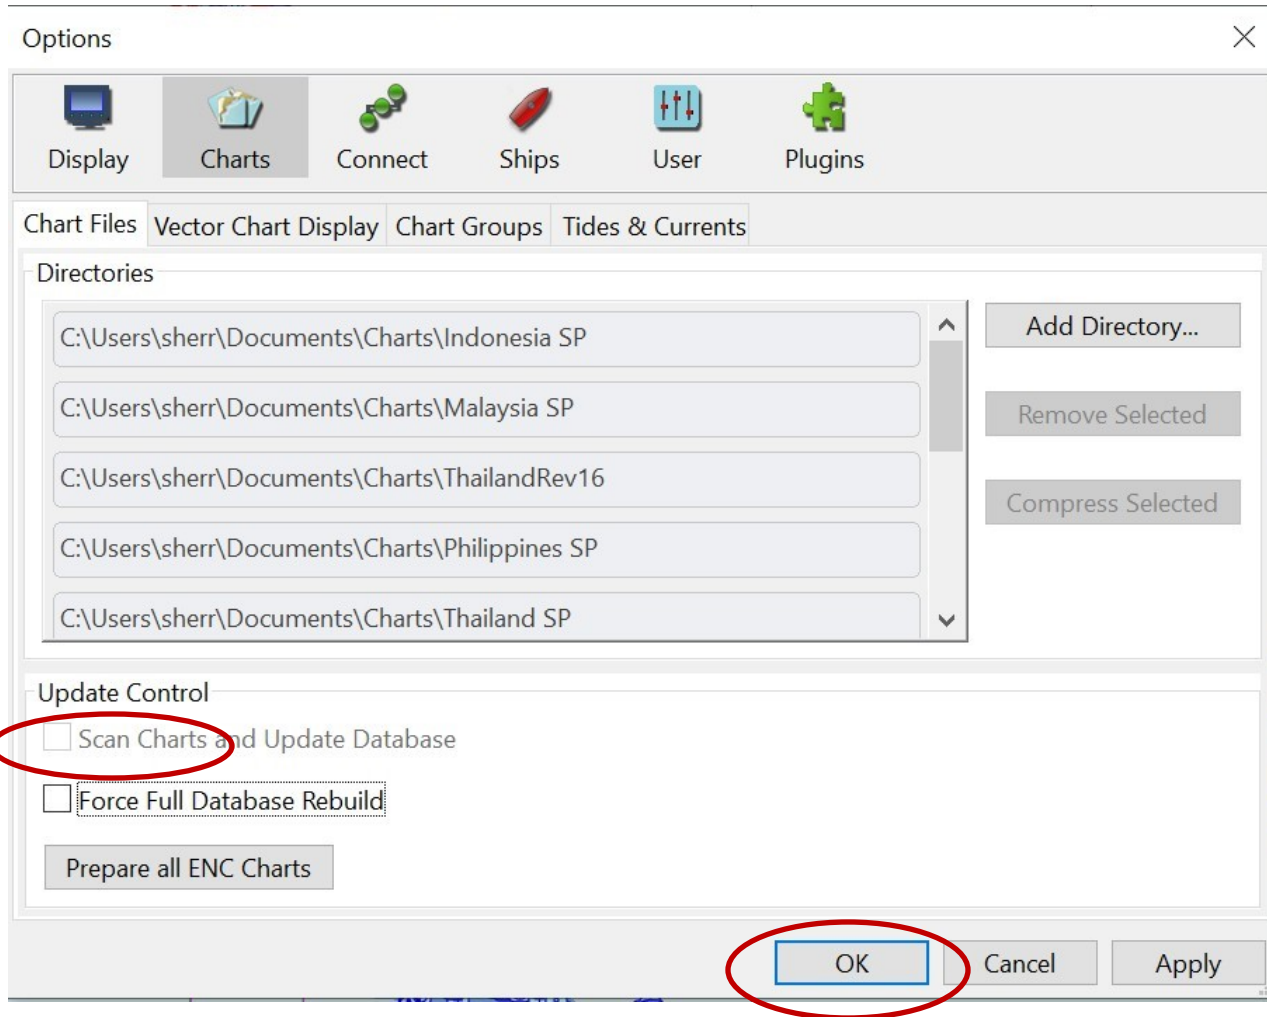 Options
Display Charts Connect Ships User Plugins
Chart Files Vector Chart Display Chart Groups Tides & Currents
Directories
C:\Users\sherr\Documents\Charts\Indonesia SP
Add Directory...
C:\Users\sherr\Documents\Charts\Malaysia SP
Remove Selected
C:\Users\sherr\Documents\Charts\ThailandRev16
Compress Selected
C:\Users\sherr\Documents\Charts\Philippines SP
C:\Users\sherr\Documents\Charts\Thailand SP
Update Control
Scan Charts and Update Database
Force Full Database Rebuild
Prepare all ENC Charts
OK Cancel Apply